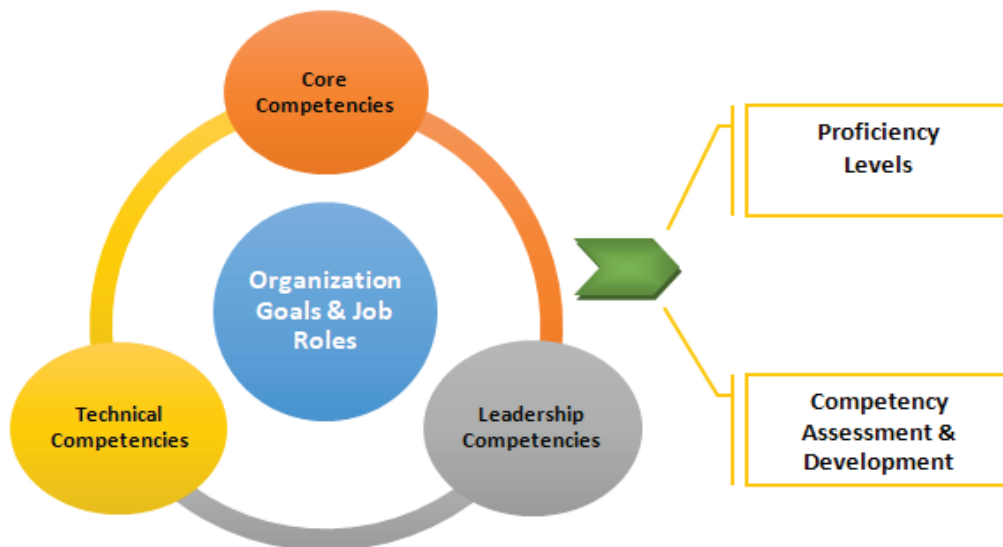 Core
Competencies
Organization
Goals & Job
Roles
Technical
Competencies
Leadership
Competencies
Proficiency
Levels
Competency
Assessment &
Development